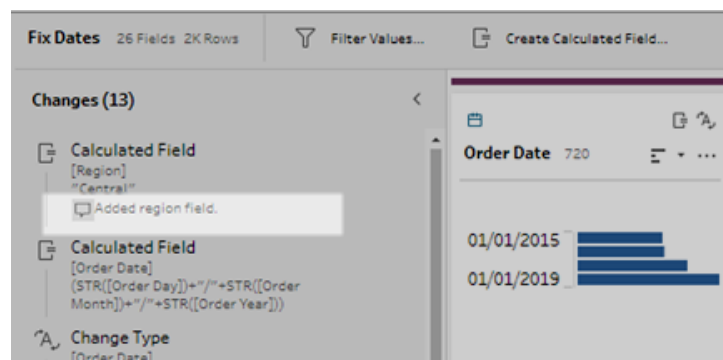 Fix Dates 26 Fields 2K Rows Filter Values... Create Calculated Field...
Changes (13)
Calculated Field
[Region]
"Central"
Added region field.
Calculated Field
[Order Date]
(STR([Order Day])+"/"+STR([Order
Month])+"/"+STR([Order Year]))
Change Type
[Order Date]
Order Date 720
01/01/2015
01/01/2019